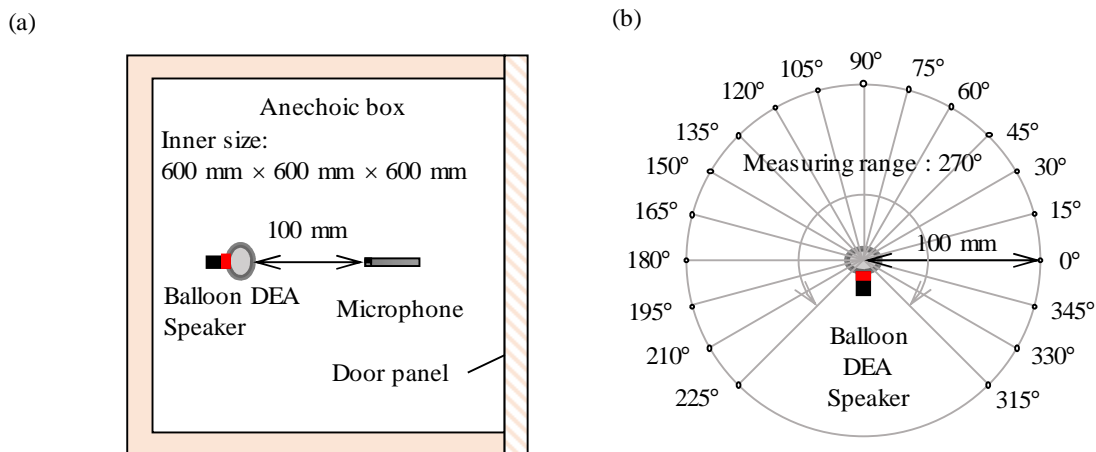 (a)
Anechoic box
Inner size:
600 mm × 600 mm × 600 mm
100 mm
Balloon DEA
Speaker
Microphone
Door panel
(b)
90°
105°
75°
120°
60°
135°
45°
150°
Measuring range : 270°
30°
165°
15°
100 mm
180°
0°
195°
345°
Balloon
DEA
Speaker
210°
330°
225°
315°